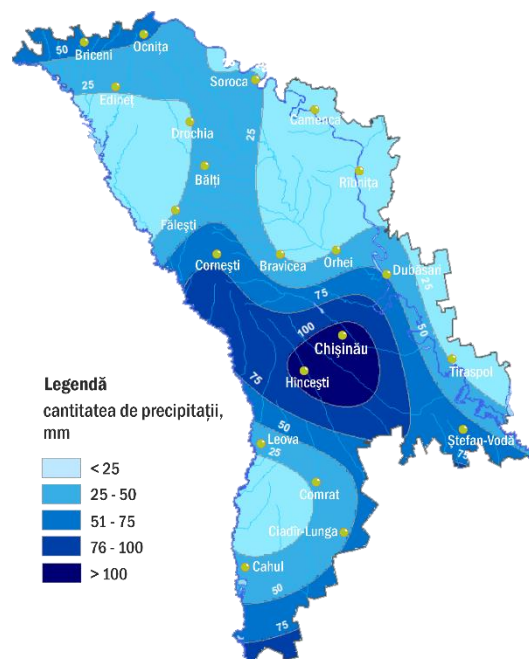 Ocnița
50
Briceni
Soroca
25
Edineț
Camenca
Drochia
25
Bălți
Rîbnița
Fălești
Cornești
Bravicea
Orhei
Dubăsari
25
75
50
100
Chișinău
Tiraspol
Hîncești
75
Legendă
cantitatea de precipitații,
mm
< 25
25 - 50
51 - 75
76 - 100
> 100
50
Leova
25
Ștefan-Vodă
75
Comrat
Ciadîr-Lunga
Cahul
50
75